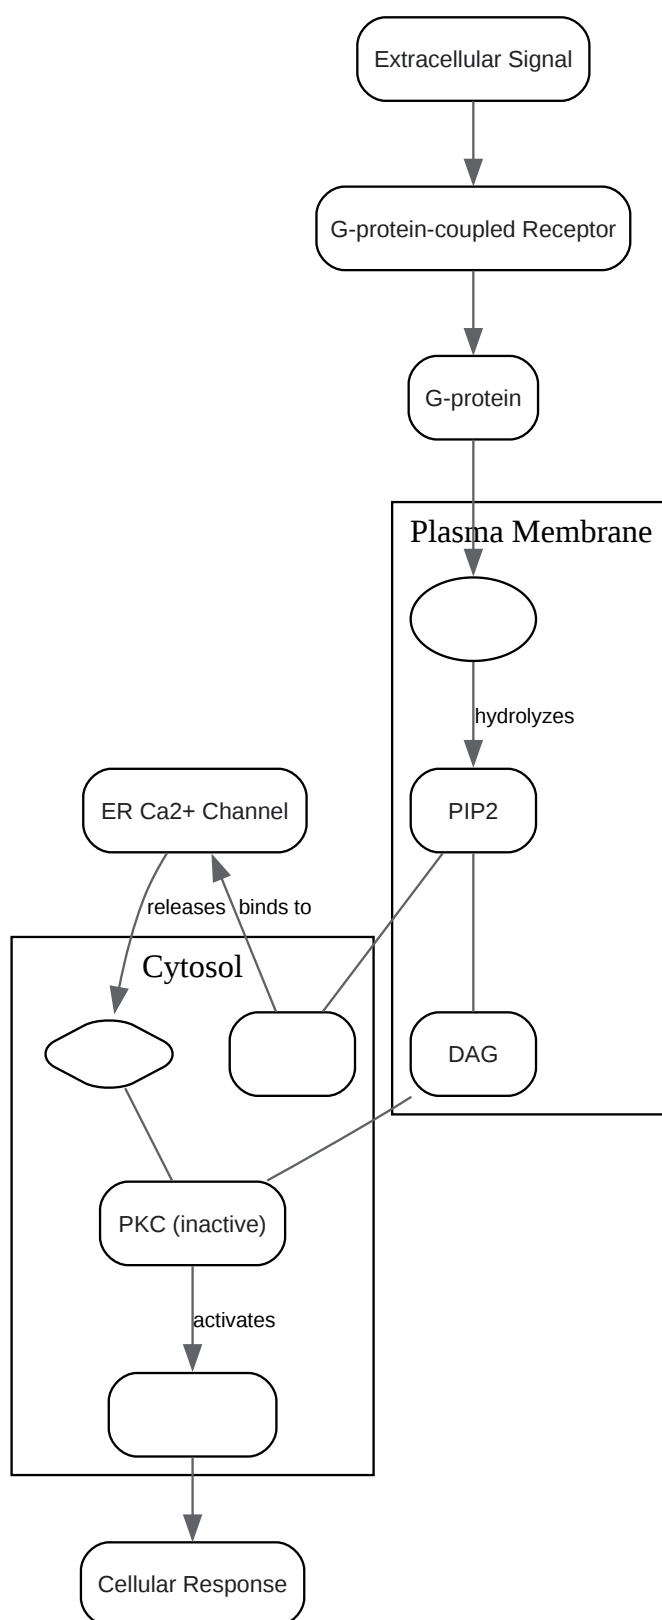 Extracellular Signal
G-protein-coupled Receptor
G-protein
Plasma Membrane
hydrolyzes
ER Ca2+ Channel
PIP2
releases
binds to
Cytosol
DAG
PKC (inactive)
activates
Cellular Response